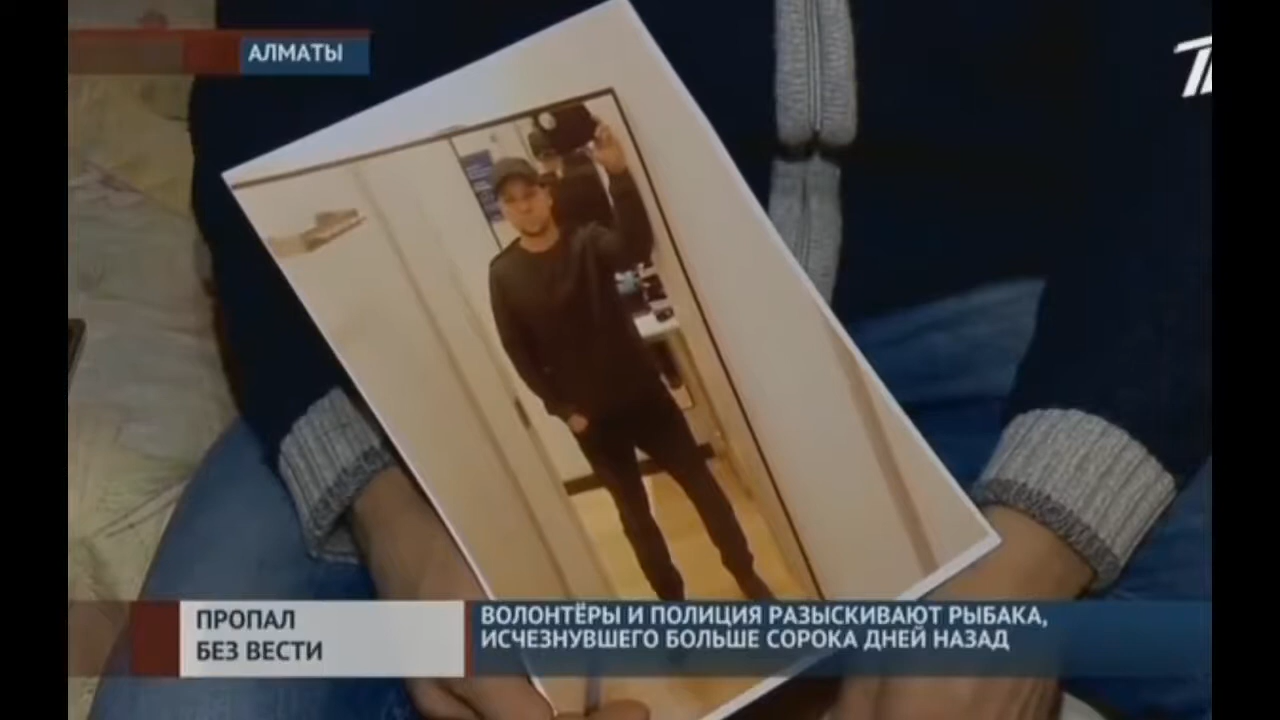 АЛМАТЫ
ПРОПАЛ
БЕЗ ВЕСТИ
ВОЛОНТЁРЫ И ПОЛИЦИЯ РАЗЫСКИВАЮТ РЫБАКА,
ИСЧЕЗНУВШЕГО БОЛЬШЕ СОРОКА ДНЕЙ НАЗАД